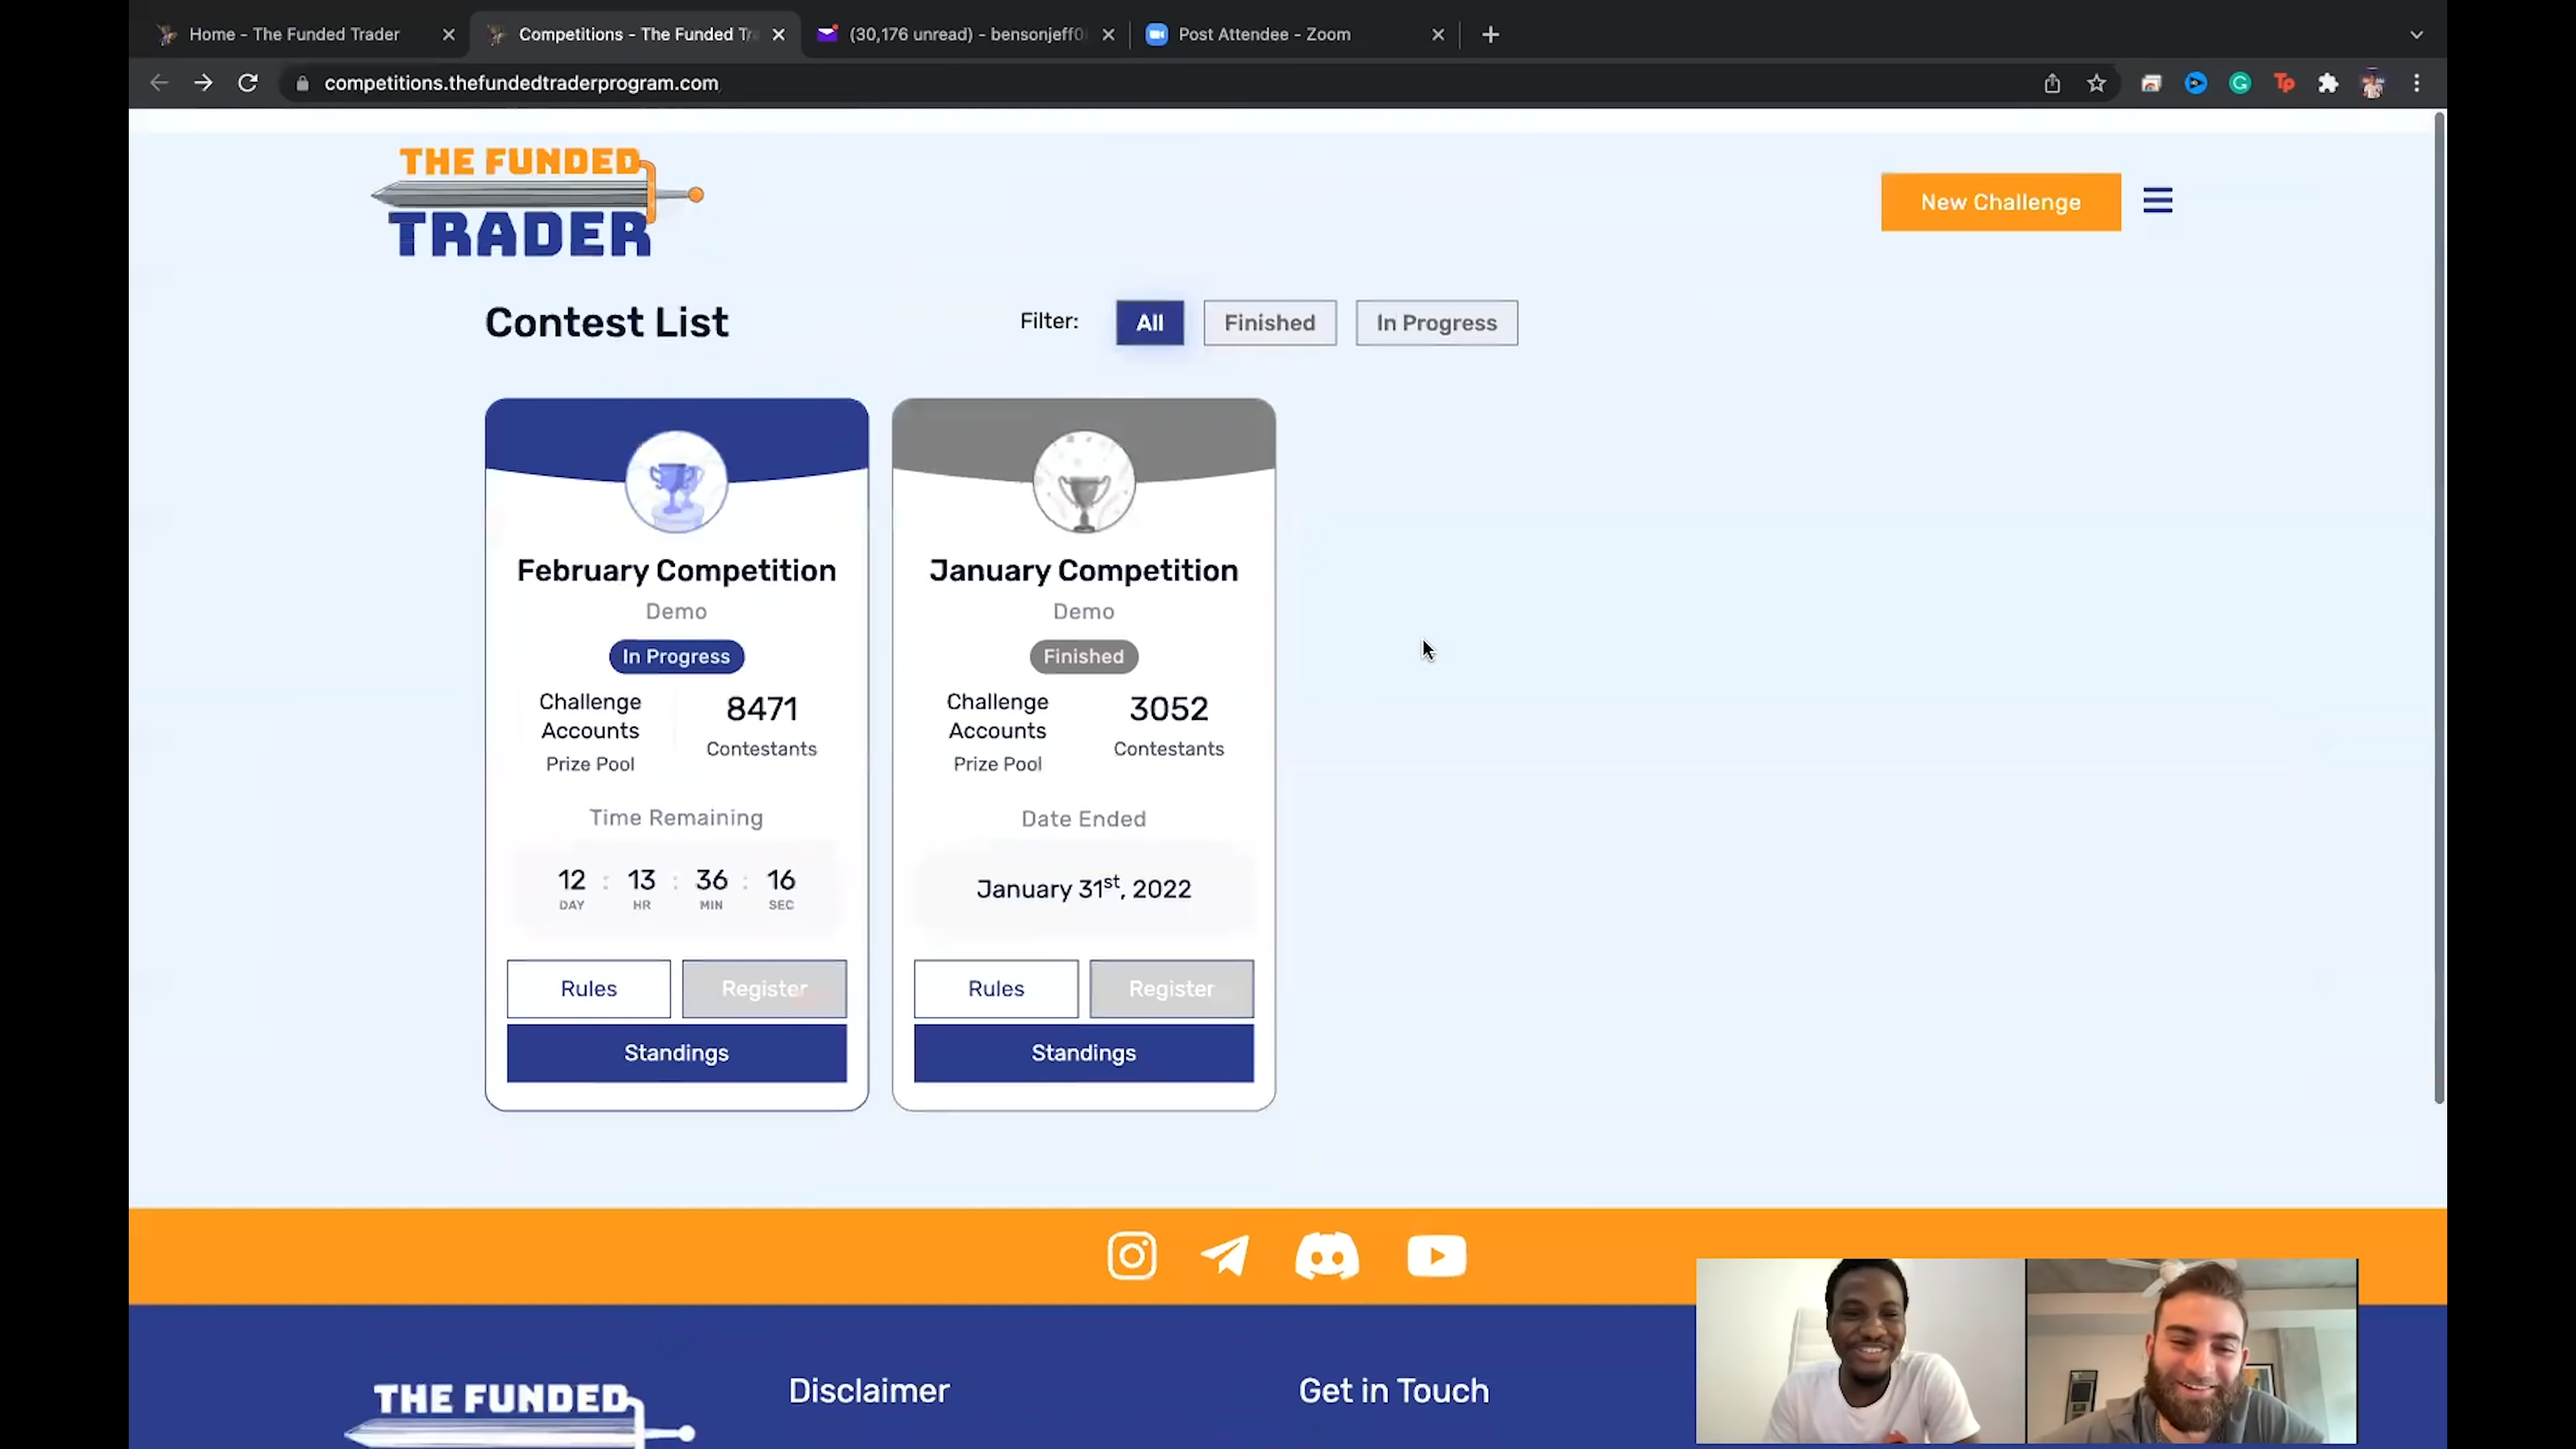 Home - The Funded Trader
Competitions - The Funded Tr
(30,176 unread) - bensonjeff0
Post Attendee - Zoom
competitions.thefundedtraderprogram.com
THE FUNDED
TRADER
New Challenge
Contest List
Filter:
All
Finished
In Progress
February Competition
Demo
In Progress
Challenge
Accounts
Prize Pool
8471
Contestants
Time Remaining
12 : 13 : 36 : 16
DAY HR MIN SEC
Rules
Register
Standings
January Competition
Demo
Finished
Challenge
Accounts
Prize Pool
3052
Contestants
Date Ended
January 31st, 2022
Rules
Register
Standings
THE FUNDED
Disclaimer
Get in Touch